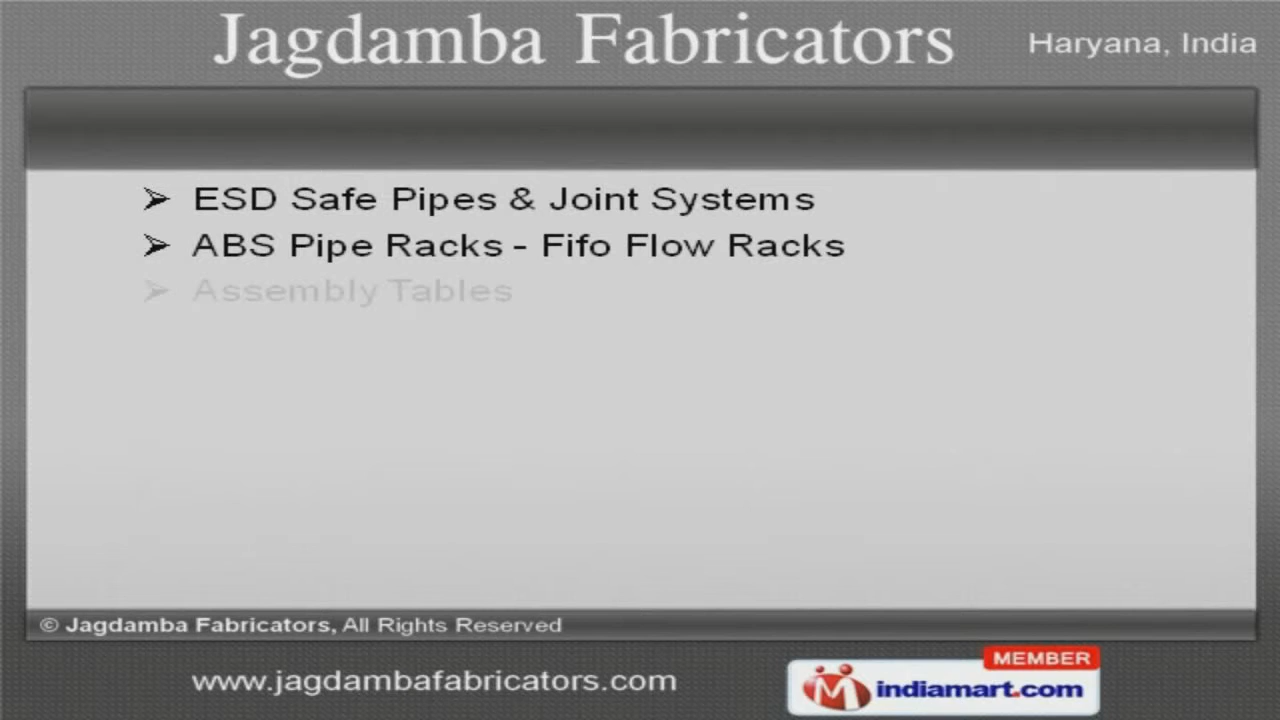 Jagdamba Fabricators
Haryana, India
➢ ESD Safe Pipes & Joint Systems
➢ ABS Pipe Racks - Fifo Flow Racks
➢ Assembly Tables
© Jagdamba Fabricators, All Rights Reserved
www.jagdambafabricators.com
MEMBER
indiamart.com